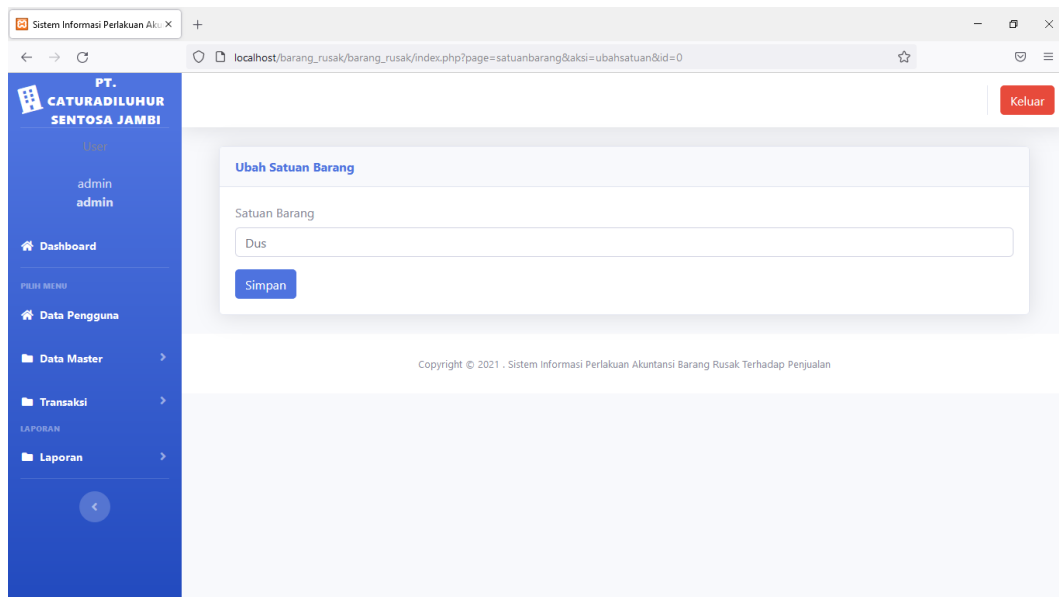 Sistem Informasi Perlakuan Aku
localhost/barang_rusak/barang_rusak/index.php?page=satuanbarang&aksi=ubahsatuan&id=0
PT.
CATURADILUHUR
SENTOSA JAMBI
Keluar
User
admin
admin
Dashboard
PILIH MENU
Data Pengguna
Data Master
Transaksi
LAPORAN
Laporan
Ubah Satuan Barang
Satuan Barang
Dus
Simpan
Copyright © 2021 . Sistem Informasi Perlakuan Akuntansi Barang Rusak Terhadap Penjualan